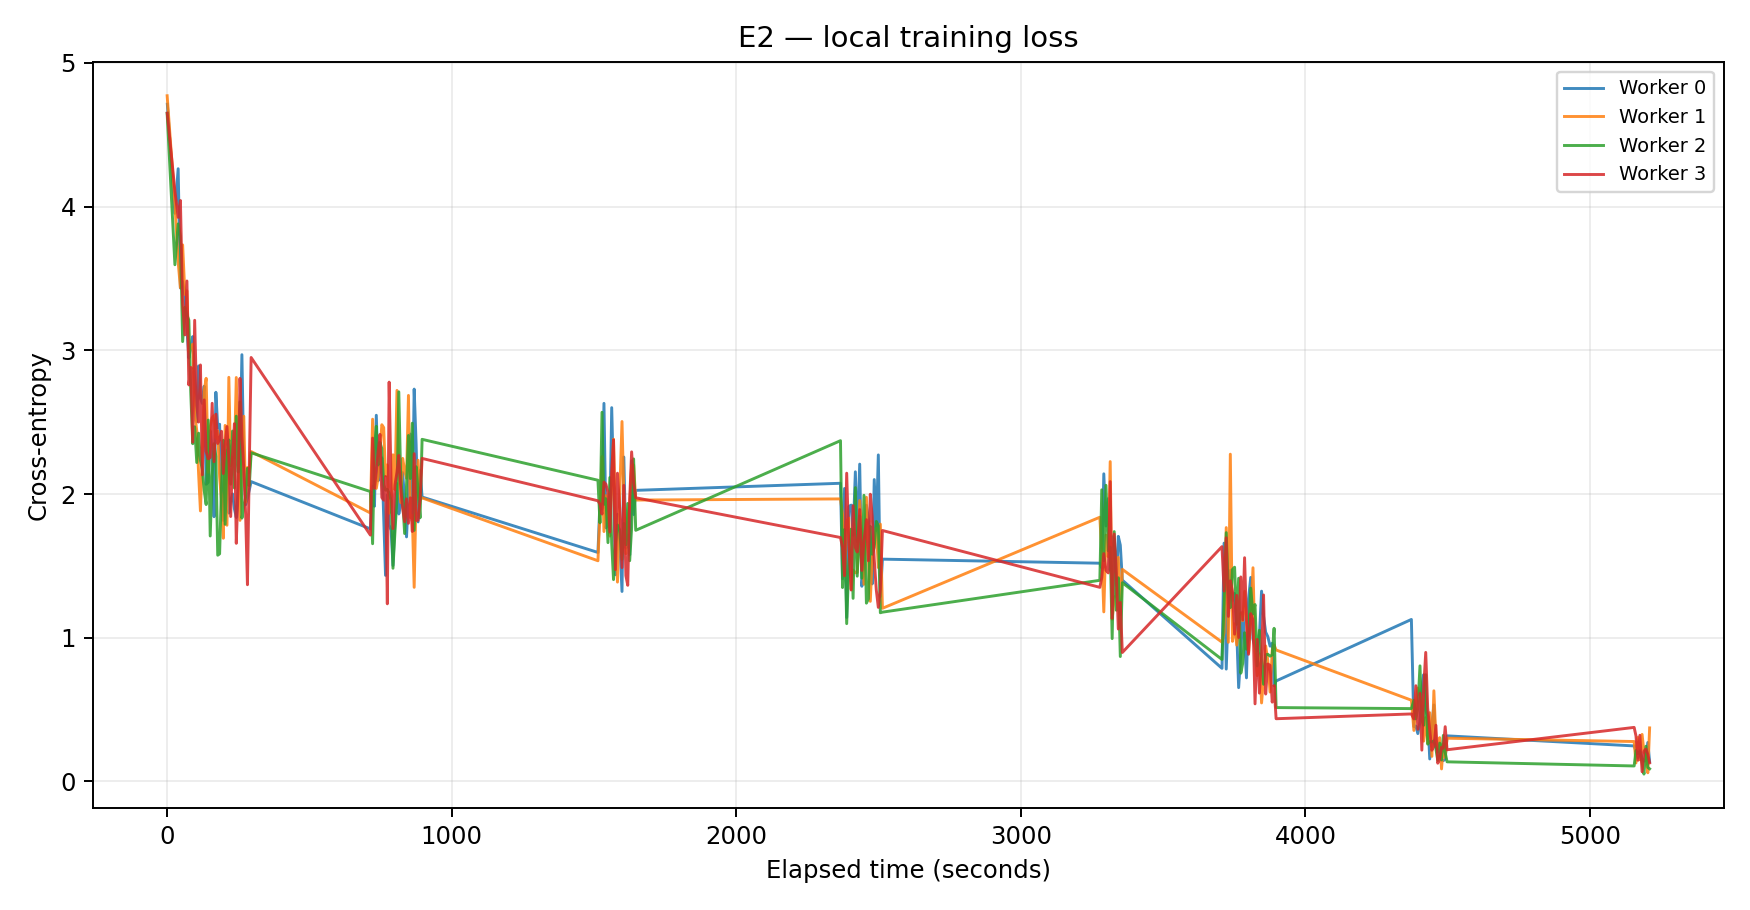 E2 — local training loss
5
4
3
2
1
0
Cross-entropy
Worker 0
Worker 1
Worker 2
Worker 3
0 1000 2000 3000 4000 5000
Elapsed time (seconds)